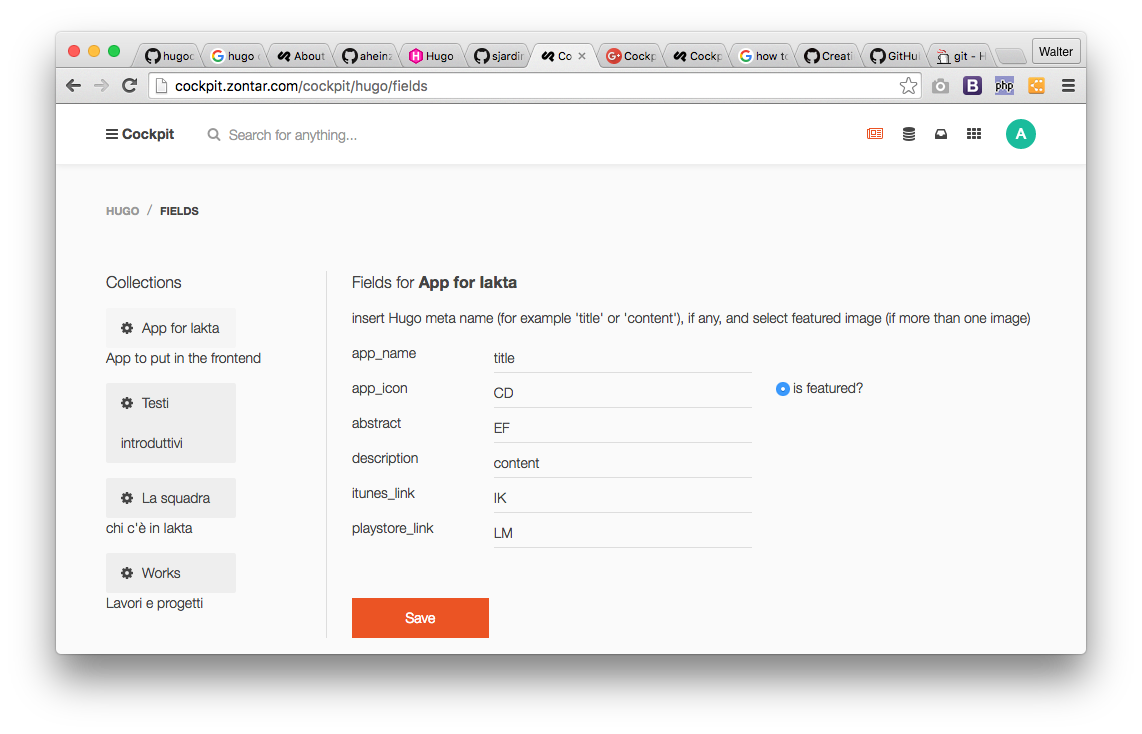 hugoc
hugo c
About
aheinz
Hugo
sjardin
Co
Cockp
Cockp
how to
Creati
GitHu
git - H
Walter
cockpit.zontar.com/cockpit/hugo/fields
B
php
Cockpit
Search for anything...
A
HUGO / FIELDS
Collections
App for lakta
App to put in the frontend
Testi
introduttivi
La squadra
chi c'è in lakta
Works
Lavori e progetti
Fields for App for lakta
insert Hugo meta name (for example 'title' or 'content'), if any, and select featured image (if more than one image)
app_name title
app_icon CD is featured?
abstract EF
description content
itunes_link IK
playstore_link LM
Save